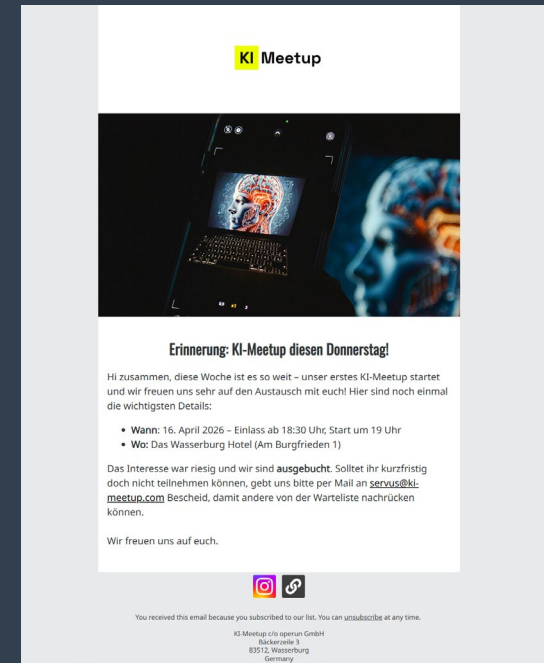 KI Meetup
Erinnerung: KI-Meetup diesen Donnerstag!
Hi zusammen, diese Woche ist es so weit – unser erstes KI-Meetup startet
und wir freuen uns sehr auf den Austausch mit euch! Hier sind noch einmal
die wichtigsten Details:
• Wann: 16. April 2026 – Einlass ab 18:30 Uhr, Start um 19 Uhr
• Wo: Das Wasserburg Hotel (Am Burgfrieden 1)
Das Interesse war riesig und wir sind ausgebucht. Solltet ihr kurzfristig
doch nicht teilnehmen können, gebt uns bitte per Mail an servus@ki-
meetup.com Bescheid, damit andere von der Warteliste nachrücken
können.
Wir freuen uns auf euch.
You received this email because you subscribed to our list. You can unsubscribe at any time.
KI-Meetup c/o operun GmbH
Bäckerzeile 3
83512, Wasserburg
Germany